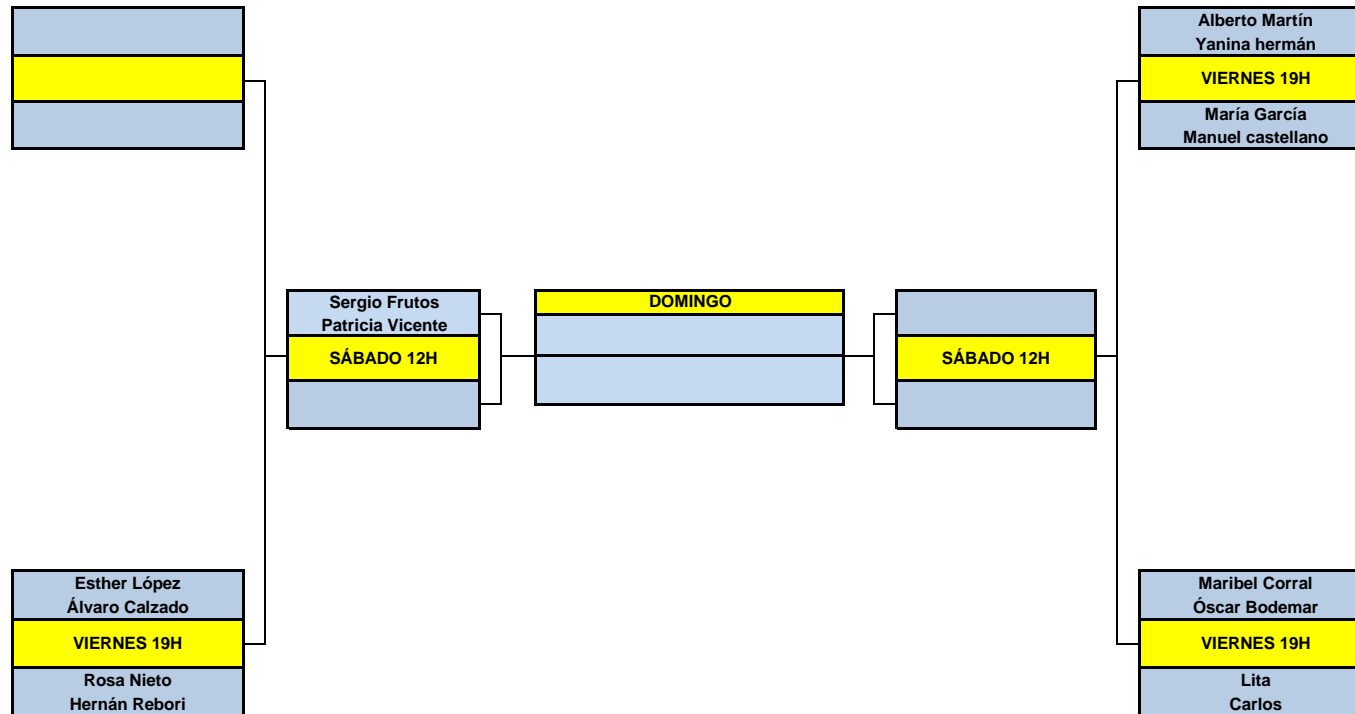 Alberto Martín
Yanina hermán
VIERNES 19H
María García
Manuel castellano
Sergio Frutos
Patricia Vicente
SÁBADO 12H
DOMINGO
SÁBADO 12H
Esther López
Álvaro Calzado
VIERNES 19H
Rosa Nieto
Hernán Rebori
Maribel Corral
Óscar Bodemar
VIERNES 19H
Lita
Carlos